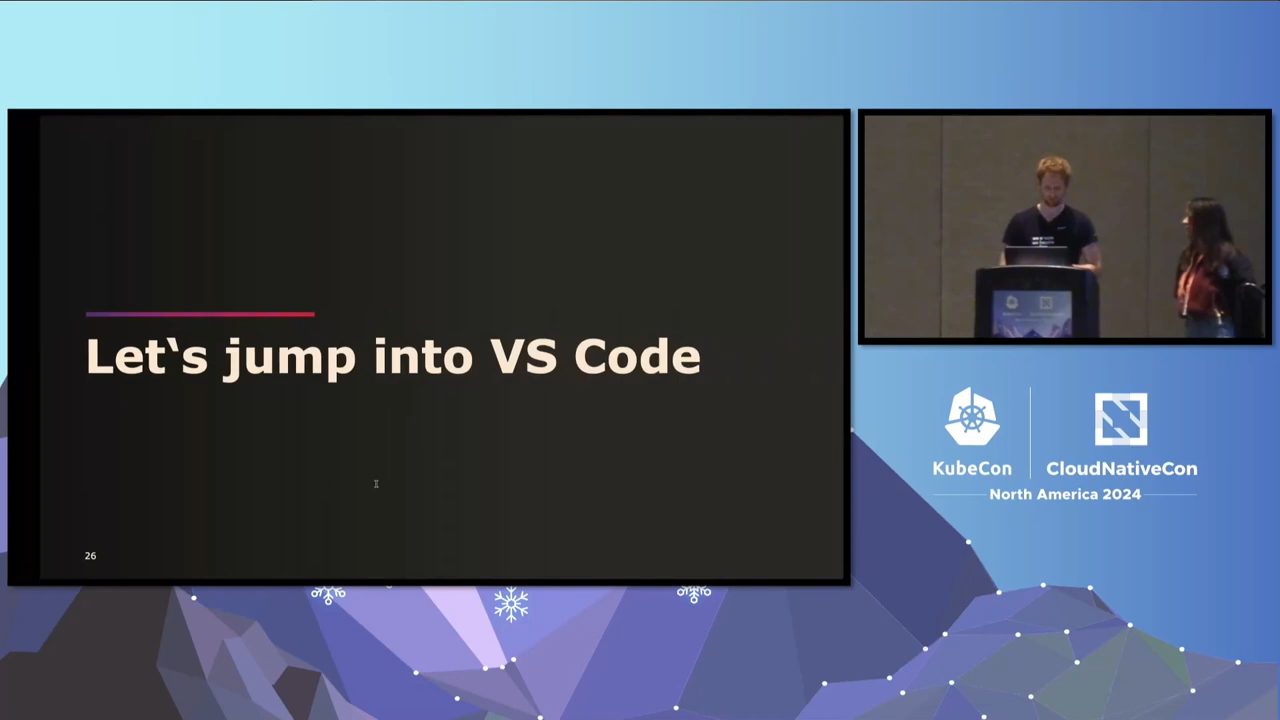 Let‘s jump into VS Code
26
KubeCon
CloudNativeCon
North America 2024